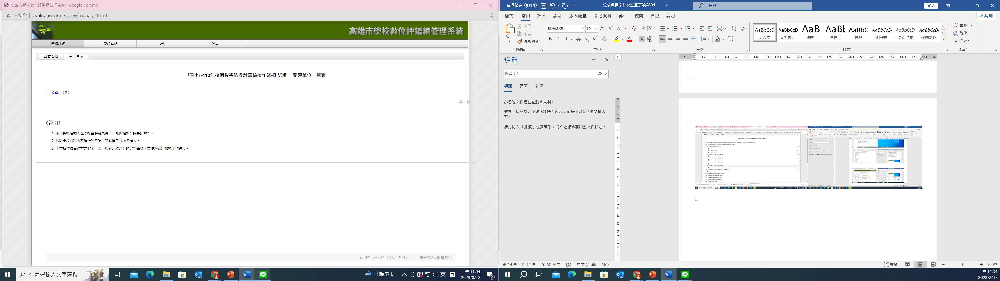 高雄市學校數位評鑑網管理系統 - Google Chrome
不安全 | evaluation.kh.edu.tw/manage.html
高雄市學校數位評鑑網管理系統
學校評鑑 更改密碼 說明 登出
基本資料 受評單位
「國小」-112年校園災害防救計畫檢核作業-測試版 受評單位一覽表
王公國小 ( 0 )
共 1 校
《說明》
1. 本項評鑑活動需在學校自評結束後，才能開始進行評審的動作。
2. 欲對學校自評內容進行評審時，請點選各校校名進入。
3. 上方各校校名後方之數字，表示您對該校評分的資料筆數，方便您藉以檢視工作進度。
使用者：王公國小校長 許惟翔 身分等級：評審委員
在這裡輸入文字來搜
即將下雨
英
上午 11:04
2023/8/18
2
自動儲存 關閉
檢核負責學校及注意事項0804 -...
搜尋
登入
檔案 常用 插入 設計 版面配置 參考資料 郵件 校閱 檢視 說明
共用
貼上
剪下
複製
複製格式
剪貼簿
新細明體 12
字型
段落
AaBbCcD 內文
AaBbCcD 無間距
AaBl 標題 1
AaBb 標題 2
AaBbC 標題
AaBbCcD 副標題
AaBbCcD 區別強調
AaBbCcD 強調斜體
樣式
尋找
取代
選取
編輯
導覽
搜尋文件
標題 頁面 結果
為您的文件建立互動式大綱。
這種方法非常方便您追蹤所在位置，同時也可以快速移動內
容。
請先從 [常用] 索引標籤著手，將標題樣式套用至文件標題。
第 14 頁，共 14 頁 5260 個字 中文 (台灣) 插入
焦點
100%
上午 11:04
2023/8/18